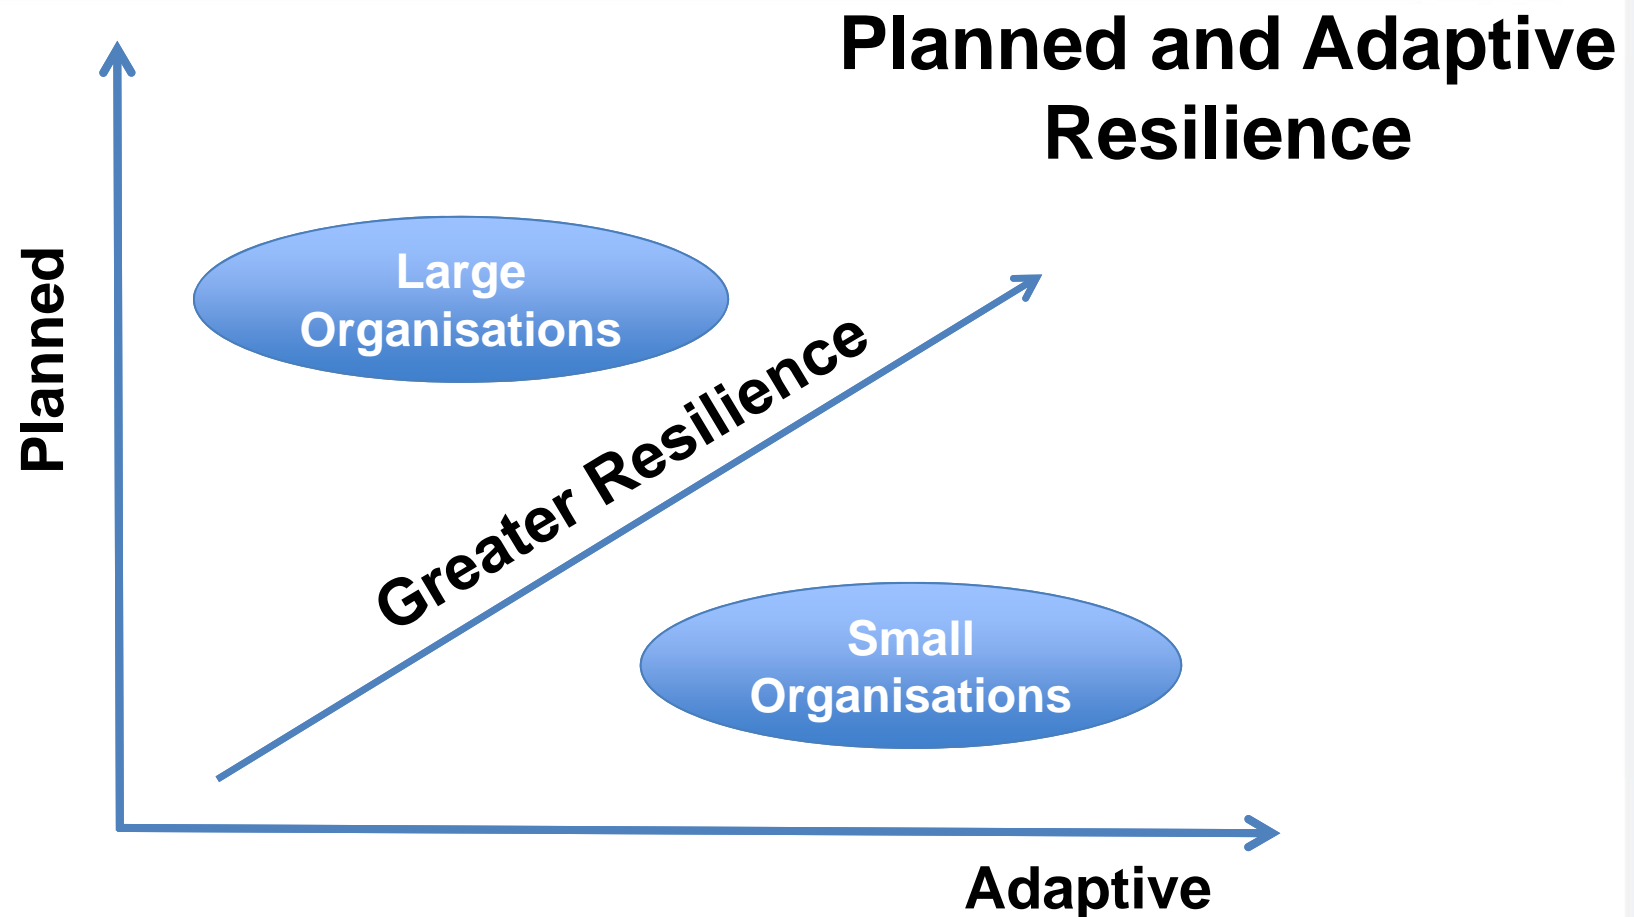 Planned and Adaptive
Resilience
Planned
Large
Organisations
Greater Resilience
Small
Organisations
Adaptive